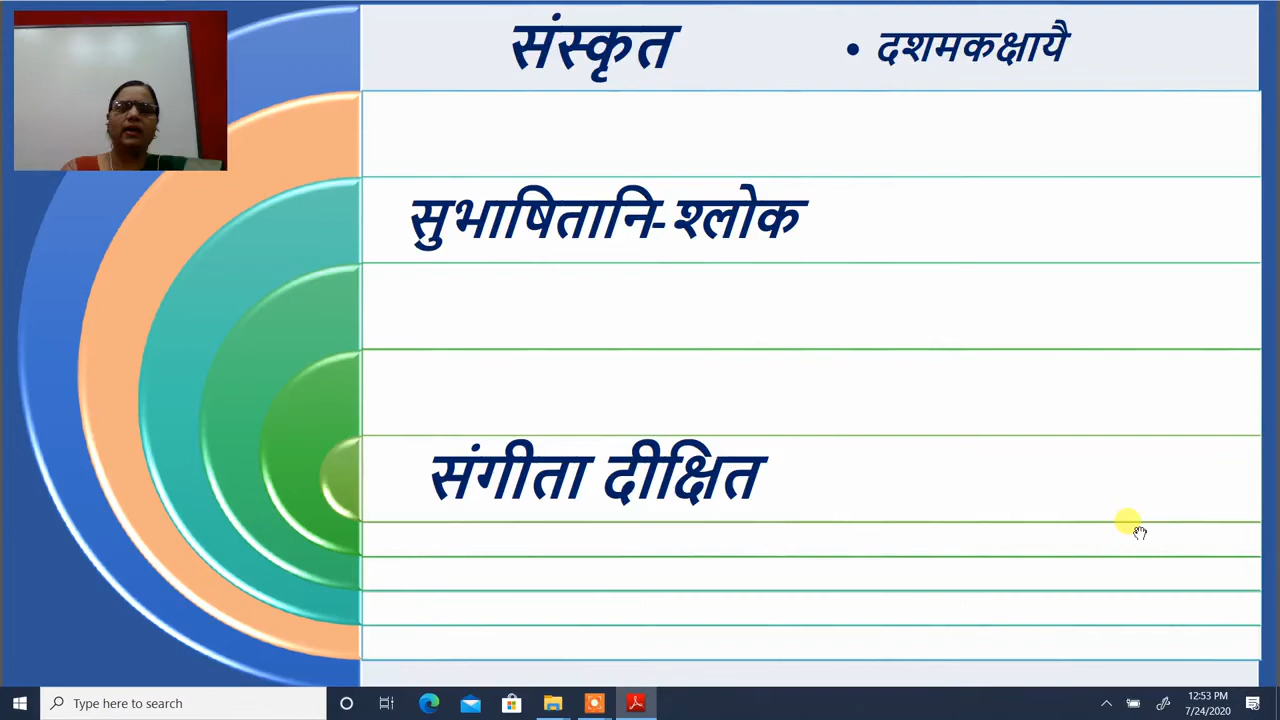 संस्कृत
• दशमकक्षायै
सुभाषितानि-श्लोक
संगीता दीक्षित
Type here to search
12:53 PM
7/24/2020